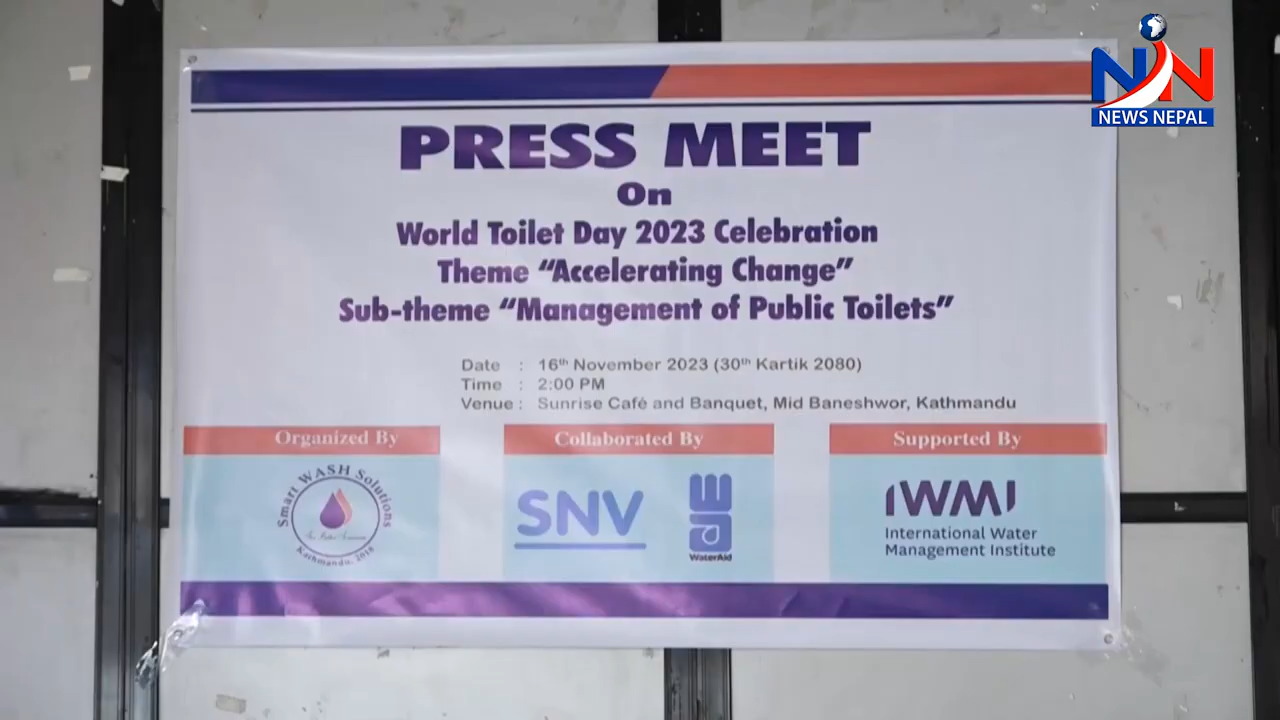 NN
NEWS NEPAL
PRESS MEET
On
World Toilet Day 2023 Celebration
Theme “Accelerating Change”
Sub-theme “Management of Public Toilets”
Date : 16th November 2023 (30th Kartik 2080)
Time : 2:00 PM
Venue : Sunrise Café and Banquet, Mid Baneshwor, Kathmandu
Organized By
Collaborated By
Supported By
Smart WASH Solutions
Kathmandu, 2018
SNV
WaterAid
IWMI
International Water
Management Institute